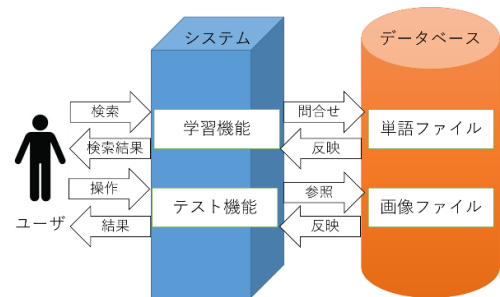 システム
データベース
検索
問合せ
学習機能
単語ファイル
検索結果
反映
操作
参照
テスト機能
画像ファイル
ユーザ
結果
反映